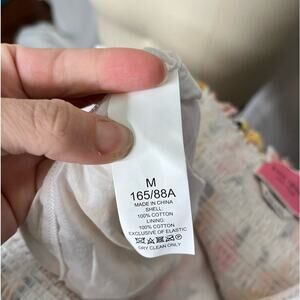 M
165/88A
MADE IN CHINA
SHELL:
100% COTTON
LINING:
100% COTTON
EXCLUSIVE OF ELASTIC
DRY CLEAN ONLY